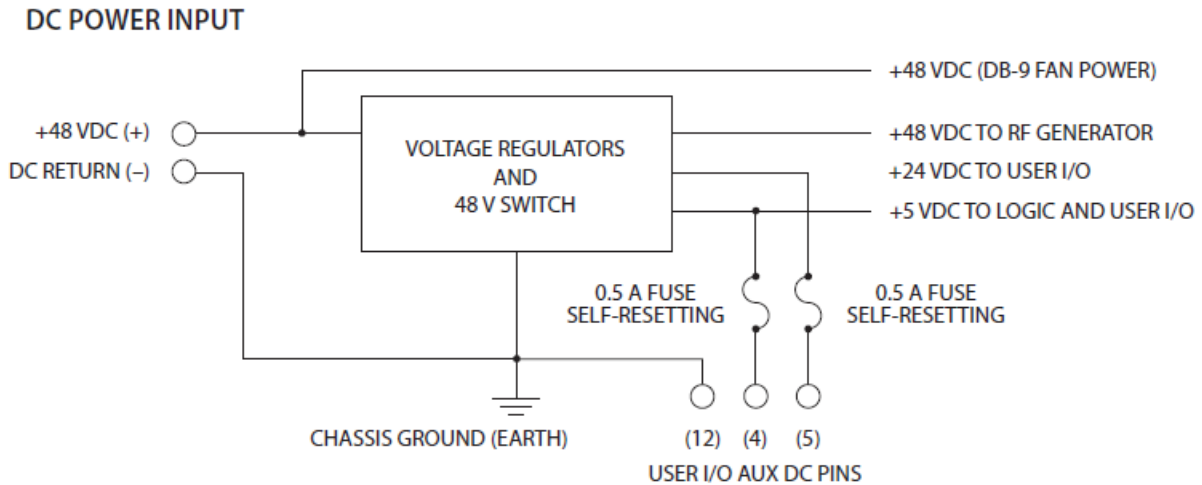 DC POWER INPUT
+48 VDC (DB-9 FAN POWER)
+48 VDC (+)
DC RETURN (–)
VOLTAGE REGULATORS
AND
48 V SWITCH
+48 VDC TO RF GENERATOR
+24 VDC TO USER I/O
+5 VDC TO LOGIC AND USER I/O
0.5 A FUSE
SELF-RESETTING
0.5 A FUSE
SELF-RESETTING
CHASSIS GROUND (EARTH)
(12) (4) (5)
USER I/O AUX DC PINS